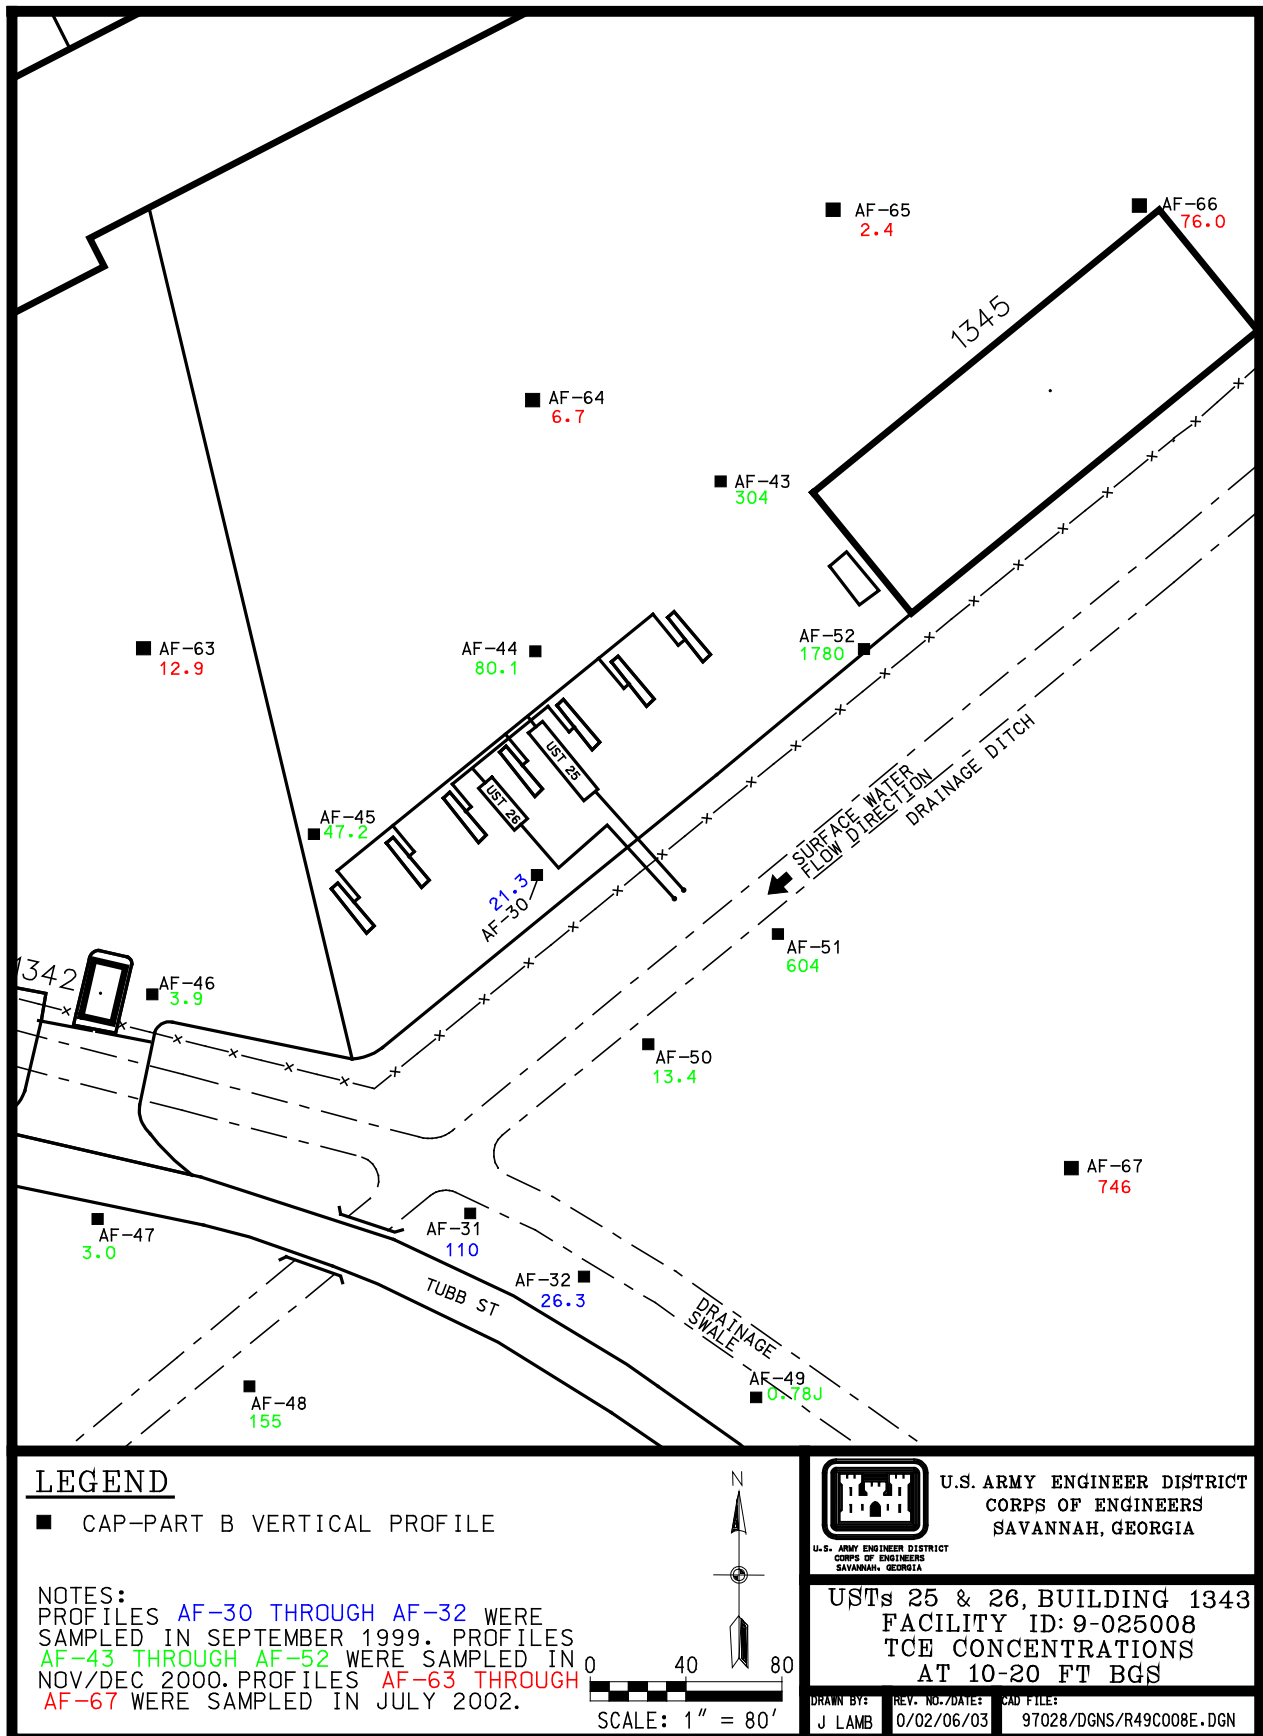 AF-65
2.4
AF-66
76.0
1345
AF-64
6.7
AF-43
304
AF-63
12.9
AF-44
80.1
AF-52
1780
UST 25
UST 26
SURFACE WATER
FLOW DIRECTION
DRAINAGE DITCH
AF-45
47.2
21.3
AF-30
AF-51
604
1342
AF-46
3.9
AF-50
13.4
AF-67
746
AF-47
3.0
AF-31
110
AF-32
26.3
TUBB ST
DRAINAGE
SWALE
AF-49
0.78J
AF-48
155
LEGEND
CAP-PART B VERTICAL PROFILE
NOTES:
PROFILES AF-30 THROUGH AF-32 WERE
SAMPLED IN SEPTEMBER 1999. PROFILES
AF-43 THROUGH AF-52 WERE SAMPLED IN
NOV/DEC 2000. PROFILES AF-63 THROUGH
AF-67 WERE SAMPLED IN JULY 2002.
N
0 40 80
SCALE: 1" = 80'
U.S. ARMY ENGINEER DISTRICT
CORPS OF ENGINEERS
SAVANNAH, GEORGIA
U.S. ARMY ENGINEER DISTRICT
CORPS OF ENGINEERS
SAVANNAH, GEORGIA
USTs 25 & 26, BUILDING 1343
FACILITY ID: 9-025008
TCE CONCENTRATIONS
AT 10-20 FT BGS
DRAWN BY:
J LAMB
REV. NO./DATE:
0/02/06/03
CAD FILE:
97028/DGNS/R49C008E.DGN